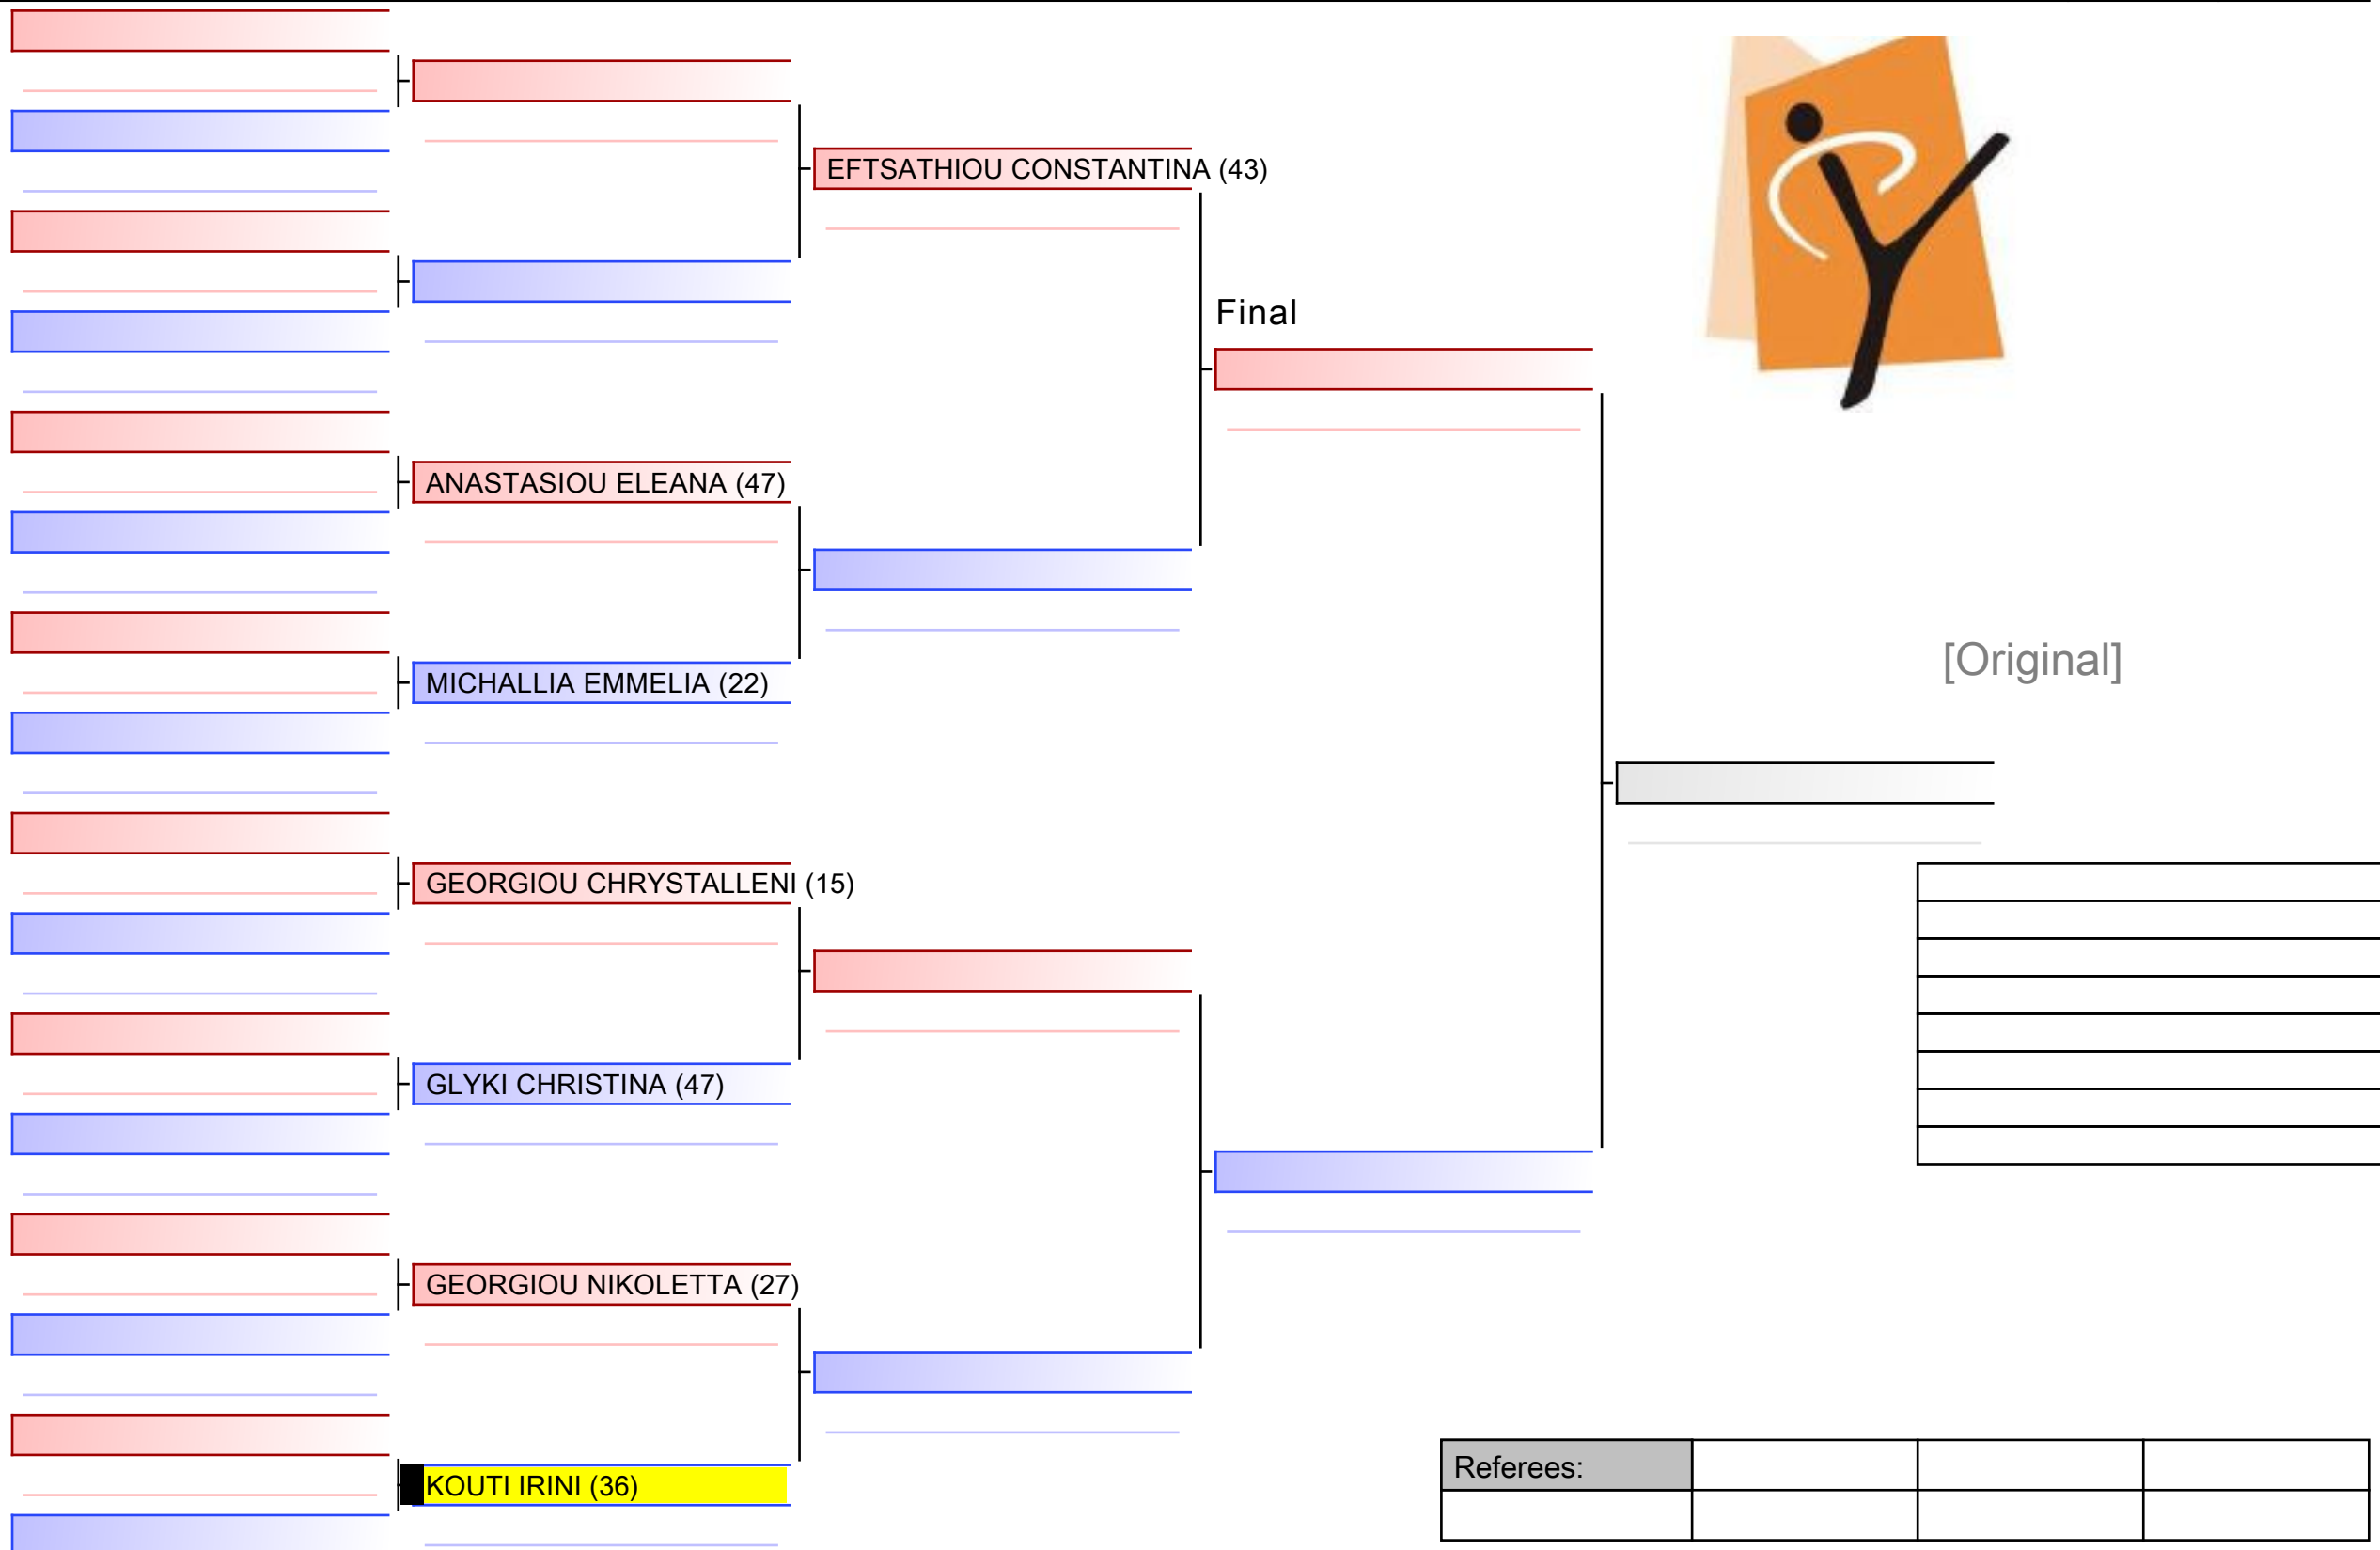 EFTSATHIOU CONSTANTINA (43)
Final
ANASTASIOU ELEANA (47)
[Original]
MICHALLIA EMMELIA (22)
GEORGIOU CHRYSTALLENI (15)
GLYKI CHRISTINA (47)
GEORGIOU NIKOLETTA (27)
Referees:
KOUTI IRINI (36)